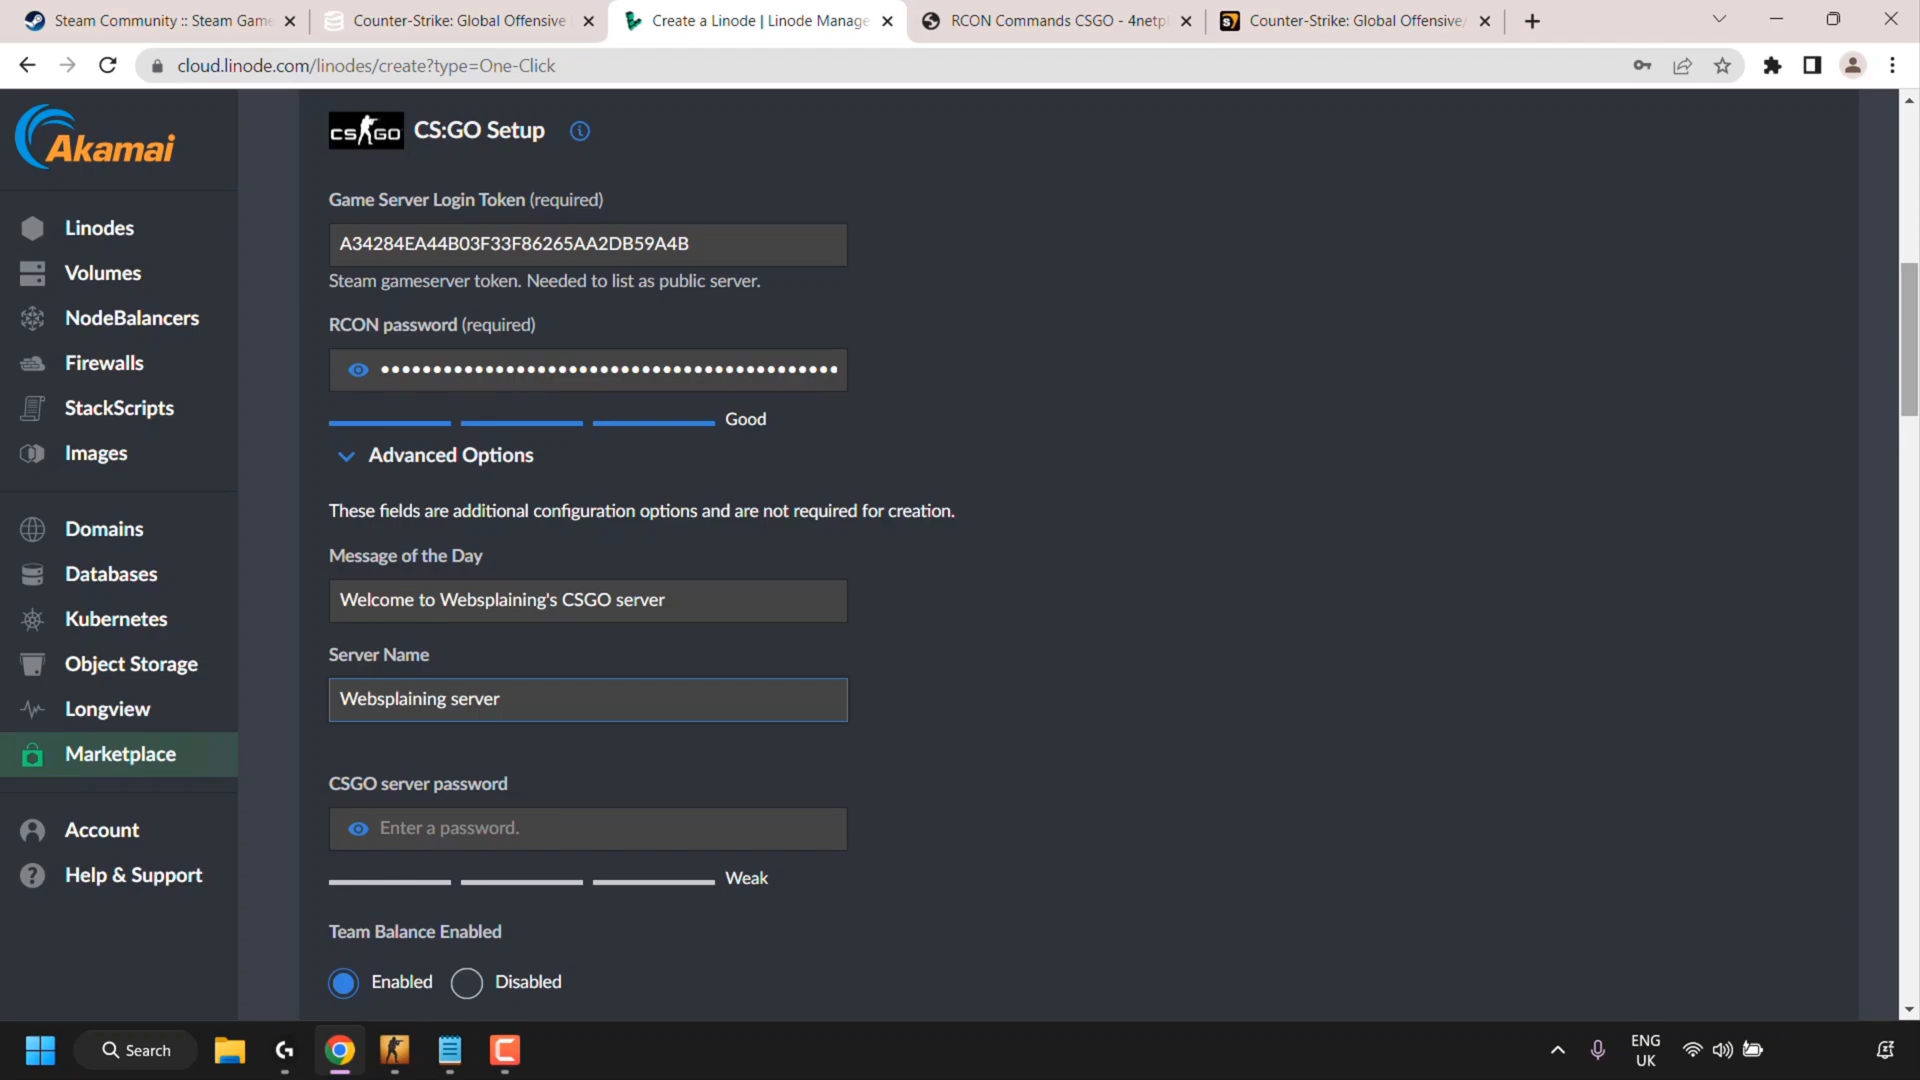 Steam Community :: Steam Game
Counter-Strike: Global Offensive
Create a Linode | Linode Manage
RCON Commands CSGO - 4netp
Counter-Strike: Global Offensive/
cloud.linode.com/linodes/create?type=One-Click
Akamai
Linodes
Volumes
NodeBalancers
Firewalls
StackScripts
Images
Domains
Databases
Kubernetes
Object Storage
Longview
Marketplace
Account
Help & Support
CS:GO Setup
Game Server Login Token (required)
A34284EA44B03F33F86265AA2DB59A4B
Steam gameserver token. Needed to list as public server.
RCON password (required)
Good
Advanced Options
These fields are additional configuration options and are not required for creation.
Message of the Day
Welcome to Websplaining's CSGO server
Server Name
Websplaining server
CSGO server password
Enter a password.
Weak
Team Balance Enabled
Enabled
Disabled
Search
ENG
UK